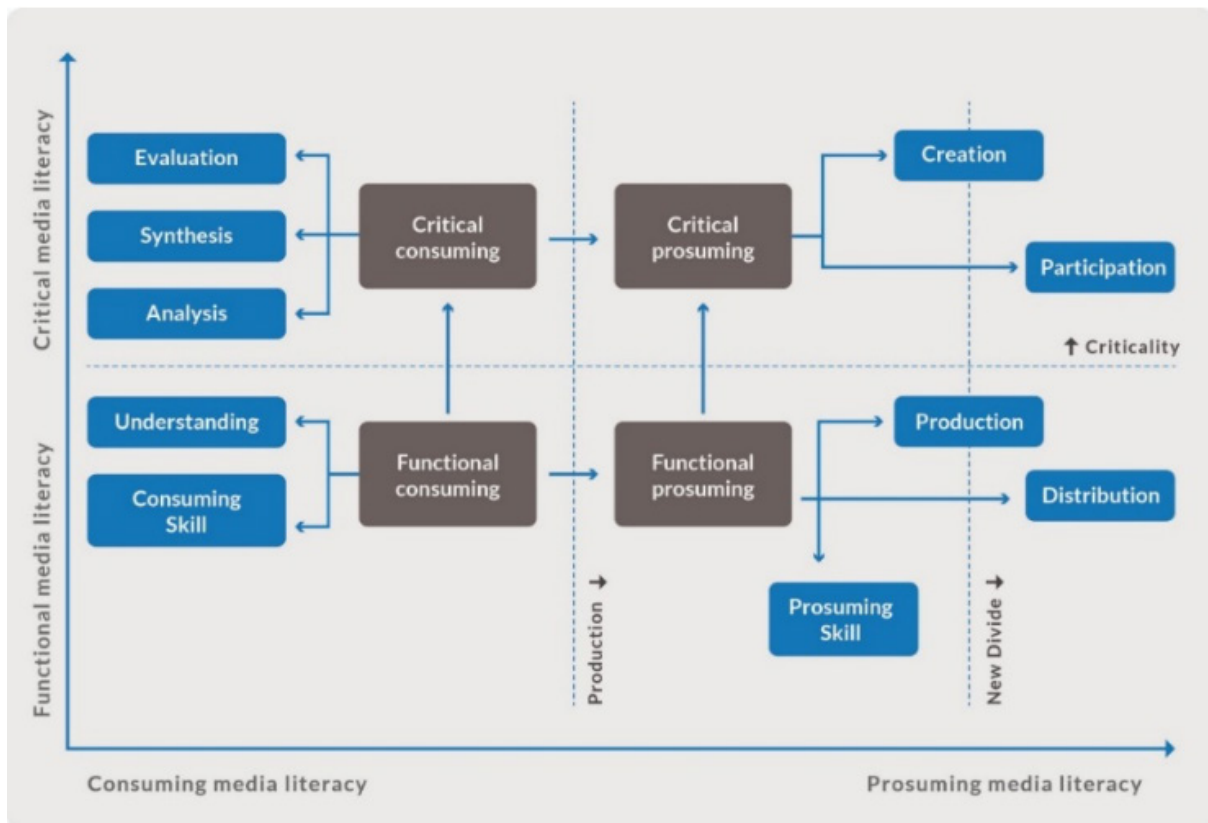 Critical media literacy
Functional media literacy
Evaluation
Synthesis
Analysis
Critical
consuming
Critical
prosuming
Creation
Participation
↑ Criticality
Understanding
Consuming
Skill
Functional
consuming
Functional
prosuming
Production
Distribution
Prosuming
Skill
Production →
New Divide →
Consuming media literacy
Prosuming media literacy